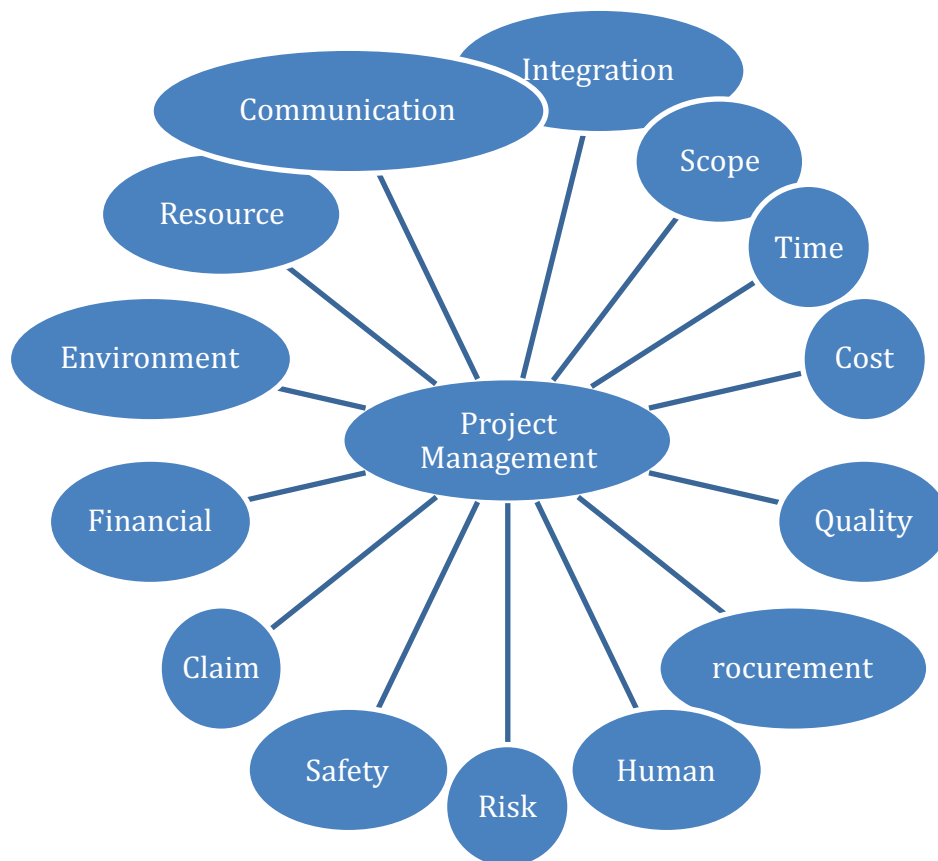 Integration
Communication
Scope
Resource
Time
Environment
Cost
Project
Management
Financial
Quality
Claim
rocurement
Safety
Human
Risk